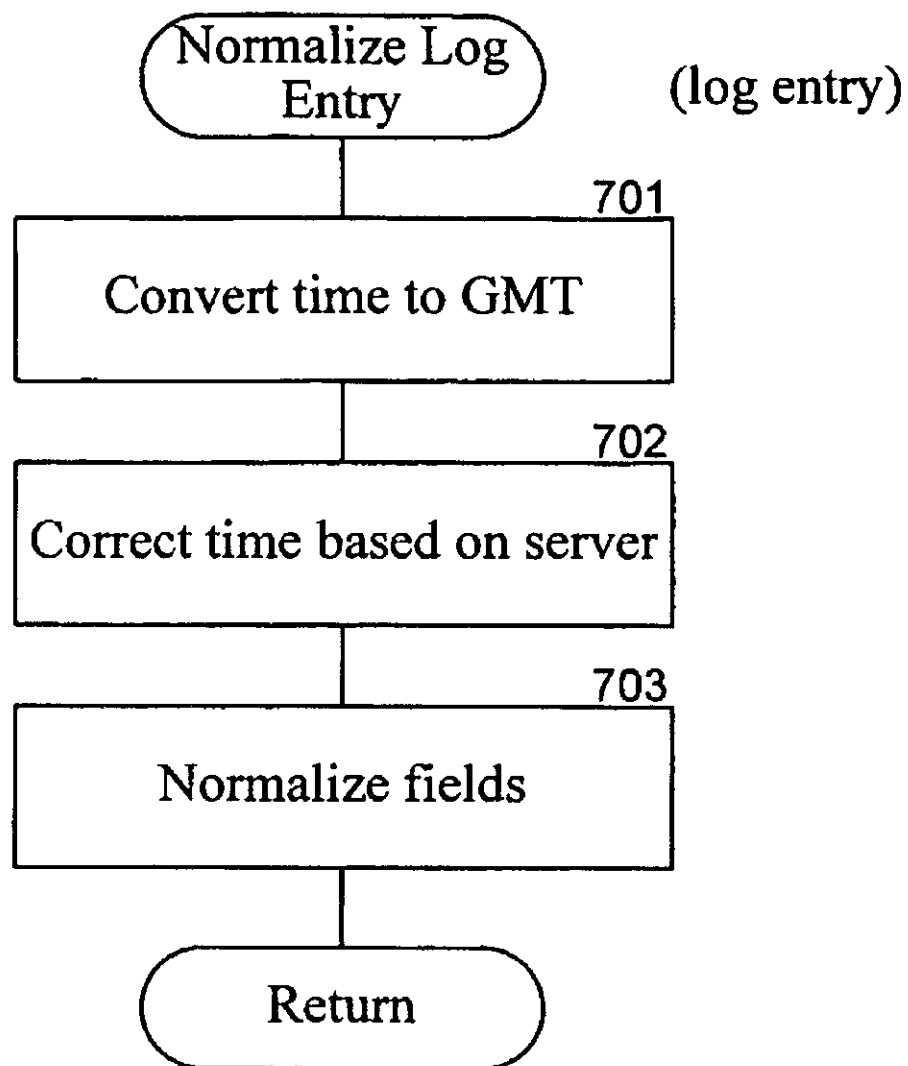 Normalize Log
Entry
(log entry)
701
Convert time to GMT
702
Correct time based on server
703
Normalize fields
Return